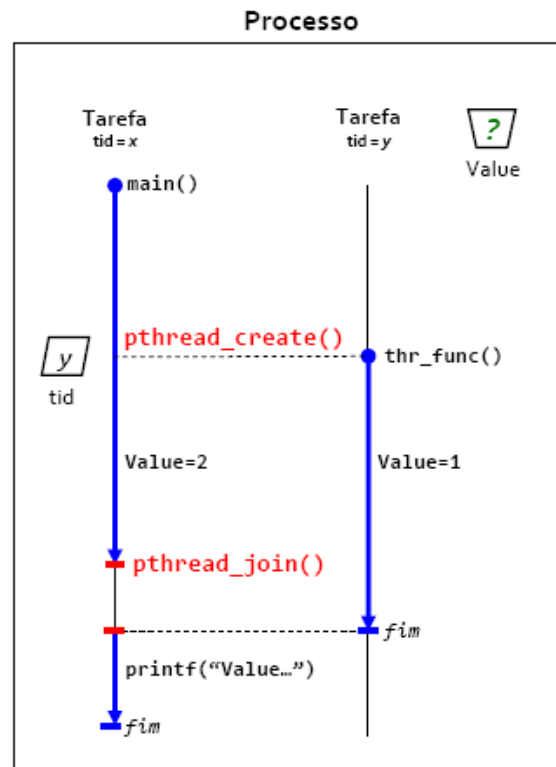 Processo
Tarefa
tid=x
Tarefa
tid=y
?
Value
main()
pthread_create()
y
tid
thr_func()
Value=2
Value=1
pthread_join()
fim
printf(“Value…”)
fim